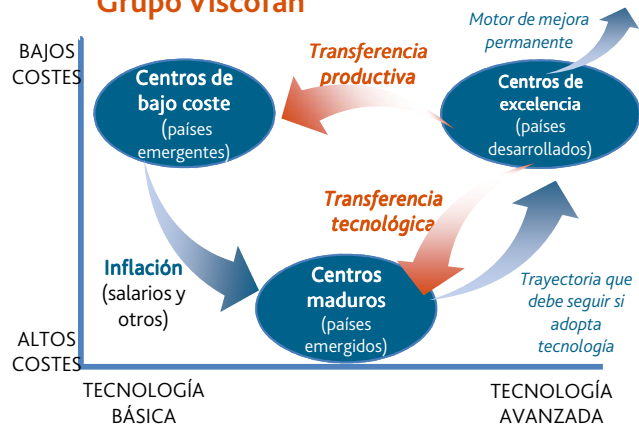 Grupo Viscofan
BAJOS
COSTES
Centros de
bajo coste
(países
emergentes)
Transferencia
productiva
Motor de mejora
permanente
Centros de
excelencia
(países
desarrollados)
Transferencia
tecnológica
Inflación
(salarios y
otros)
Centros
maduros
(países
emergidos)
Trayectoria que
debe seguir si
adopta
tecnología
ALTOS
COSTES
TECNOLOGÍA
BÁSICA
TECNOLOGÍA
AVANZADA